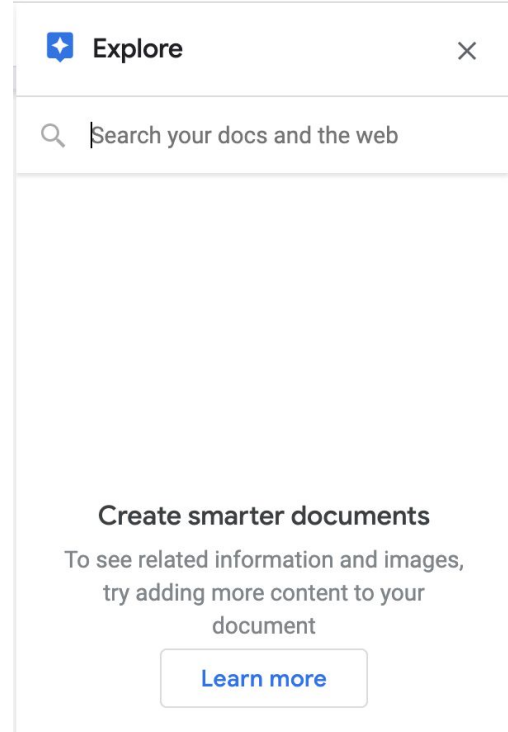 Explore
Search your docs and the web
Create smarter documents
To see related information and images,
try adding more content to your
document
Learn more